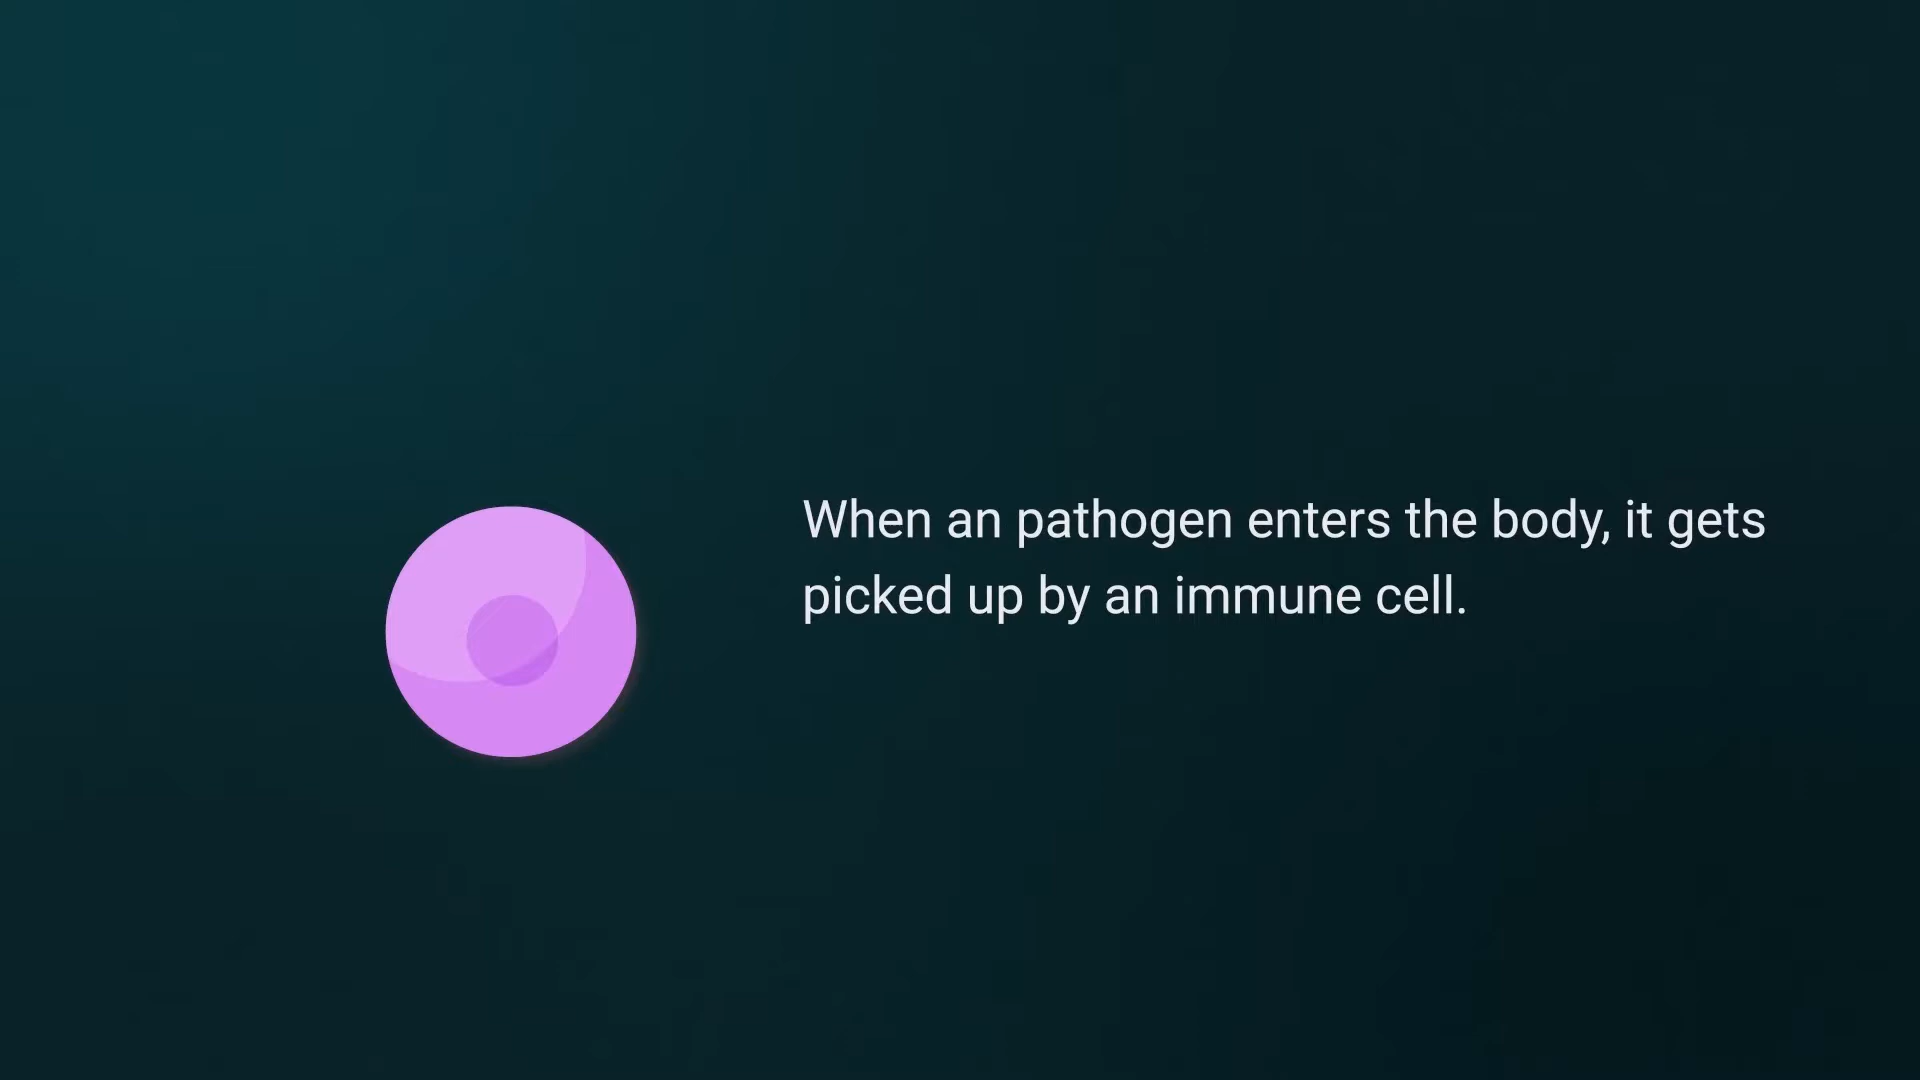 When an pathogen enters the body, it gets
picked up by an immune cell.